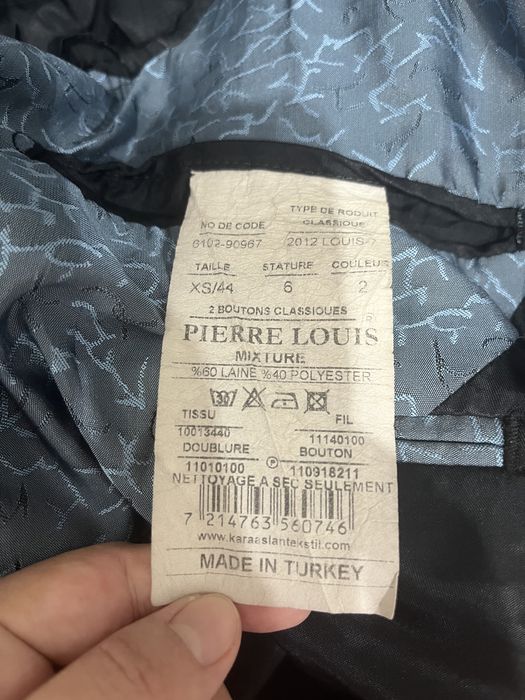 NO DE CODE TYPE DE RODUIT
CLASSIQUE
6102-90967 2012 LOUIS-7
TAILLE STATURE COULEUR
XS/44 6 2
2 BOUTONS CLASSIQUES
PIERRE LOUIS ®
MIXTURE
%60 LAINE %40 POLYESTER
TISSU FIL
10013440 11140100
DOUBLURE BOUTON
11010100 P 110918211
NETTOYAGE A SEC SEULEMENT
7 214763 560746
www.karaaslantekstil.com
MADE IN TURKEY